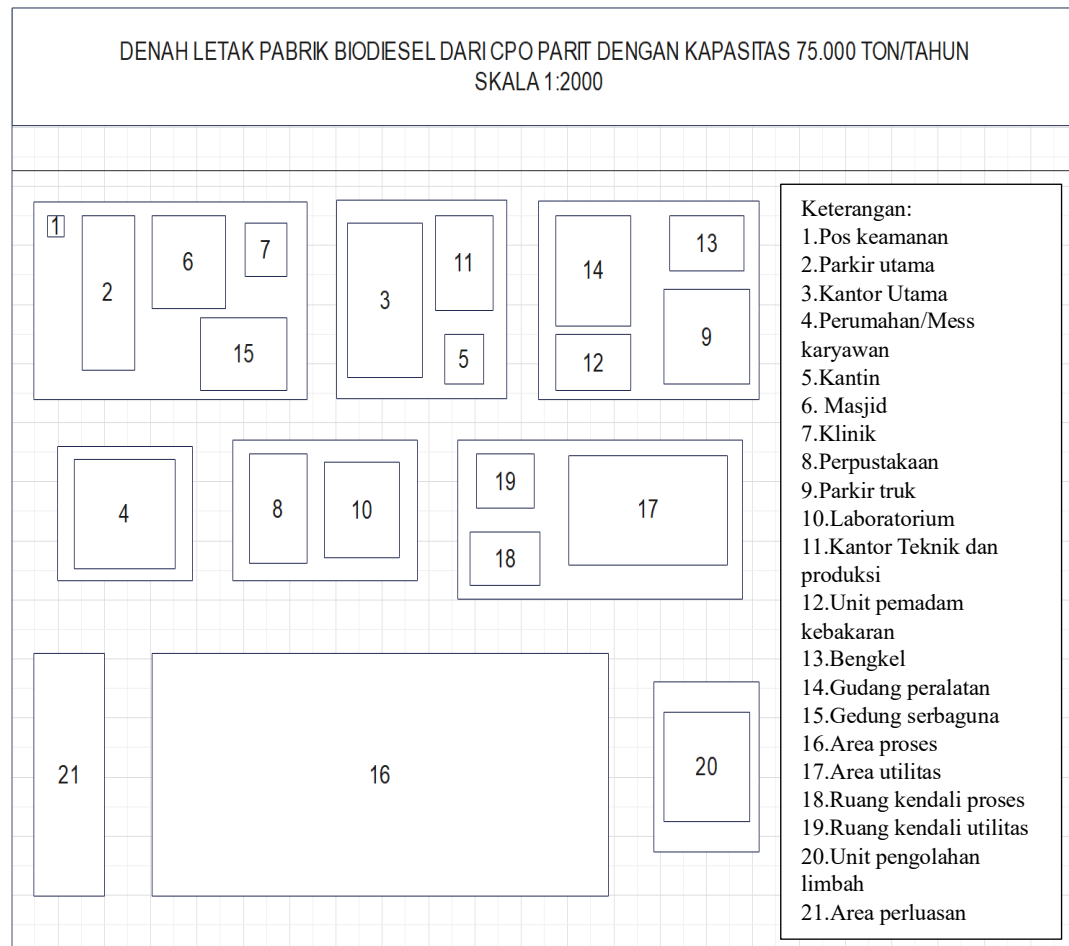 DENAH LETAK PABRIK BIODIESEL DARI CPO PARIT DENGAN KAPASITAS 75.000 TON/TAHUN
SKALA 1:2000
1
2
6
7
15
3
11
5
14
13
12
9
4
8
10
19
18
17
21
16
20
Keterangan:
1.Pos keamanan
2.Parkir utama
3.Kantor Utama
4.Perumahan/Mess
karyawan
5.Kantin
6. Masjid
7.Klinik
8.Perpustakaan
9.Parkir truk
10.Laboratorium
11.Kantor Teknik dan
produksi
12.Unit pemadam
kebakaran
13.Bengkel
14.Gudang peralatan
15.Gedung serbaguna
16.Area proses
17.Area utilitas
18.Ruang kendali proses
19.Ruang kendali utilitas
20.Unit pengolahan
limbah
21.Area perluasan